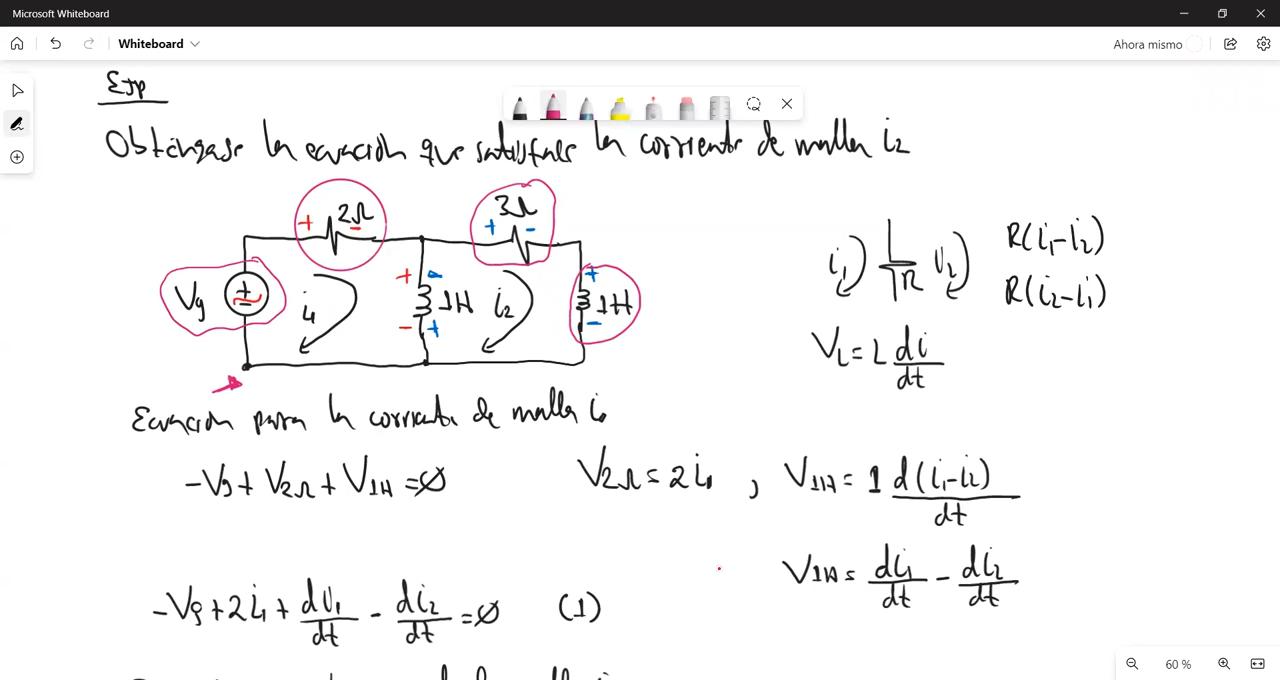 Microsoft Whiteboard
Whiteboard
Ahora mismo
Ejp
Obténgase la ecuación que satisface la corriente de malla i₂
2Ω
3Ω
Vg
i₁
1H
i₂
1H
i₁) R i₂)
R(i₁-i₂)
R(i₂-i₁)
V_L = L di/dt
Ecuación para la corriente de malla i₁
-Vg + V2Ω + V1H = ∅
V2Ω = 2i₁ , V1H = 1 d(i₁-i₂)/dt
V1H = di₁/dt - di₂/dt
-Vg + 2i₁ + di₁/dt - di₂/dt = ∅ (1)
60 %